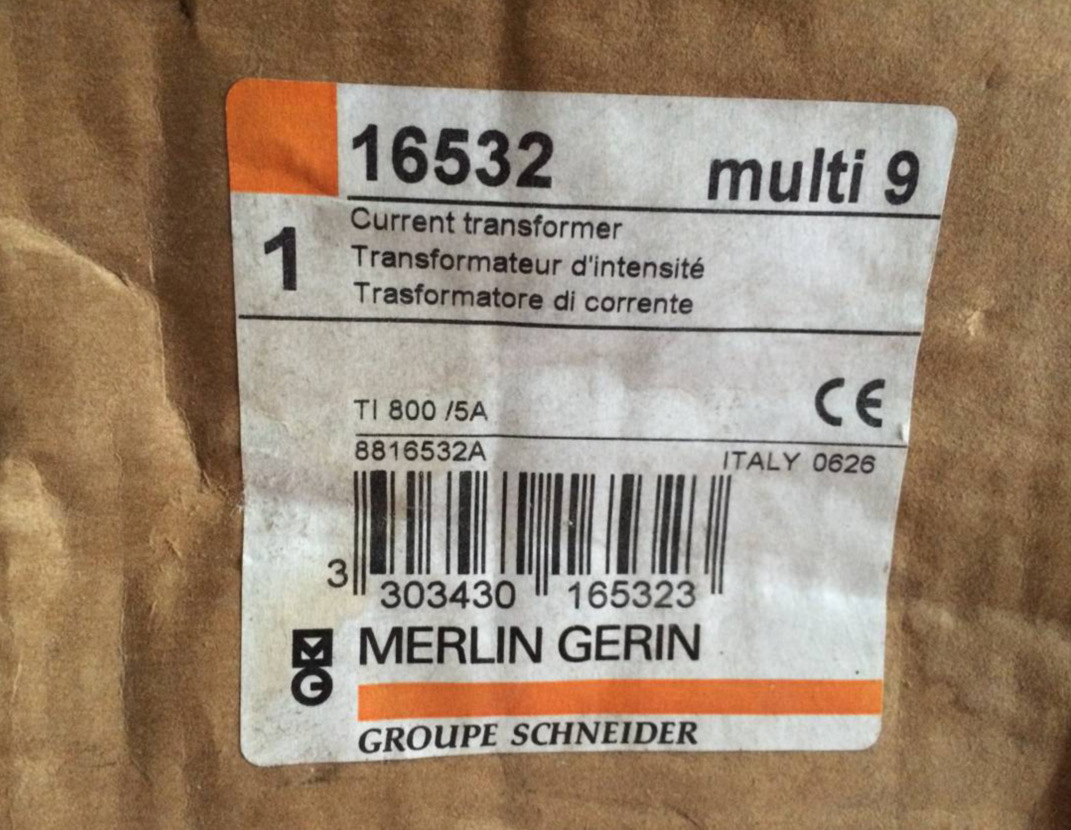 16532 multi 9
1
Current transformer
Transformateur d'intensité
Trasformatore di corrente
CE
TI 800 /5A
8816532A
ITALY 0626
3 303430 165323
MG
MERLIN GERIN
GROUPE SCHNEIDER